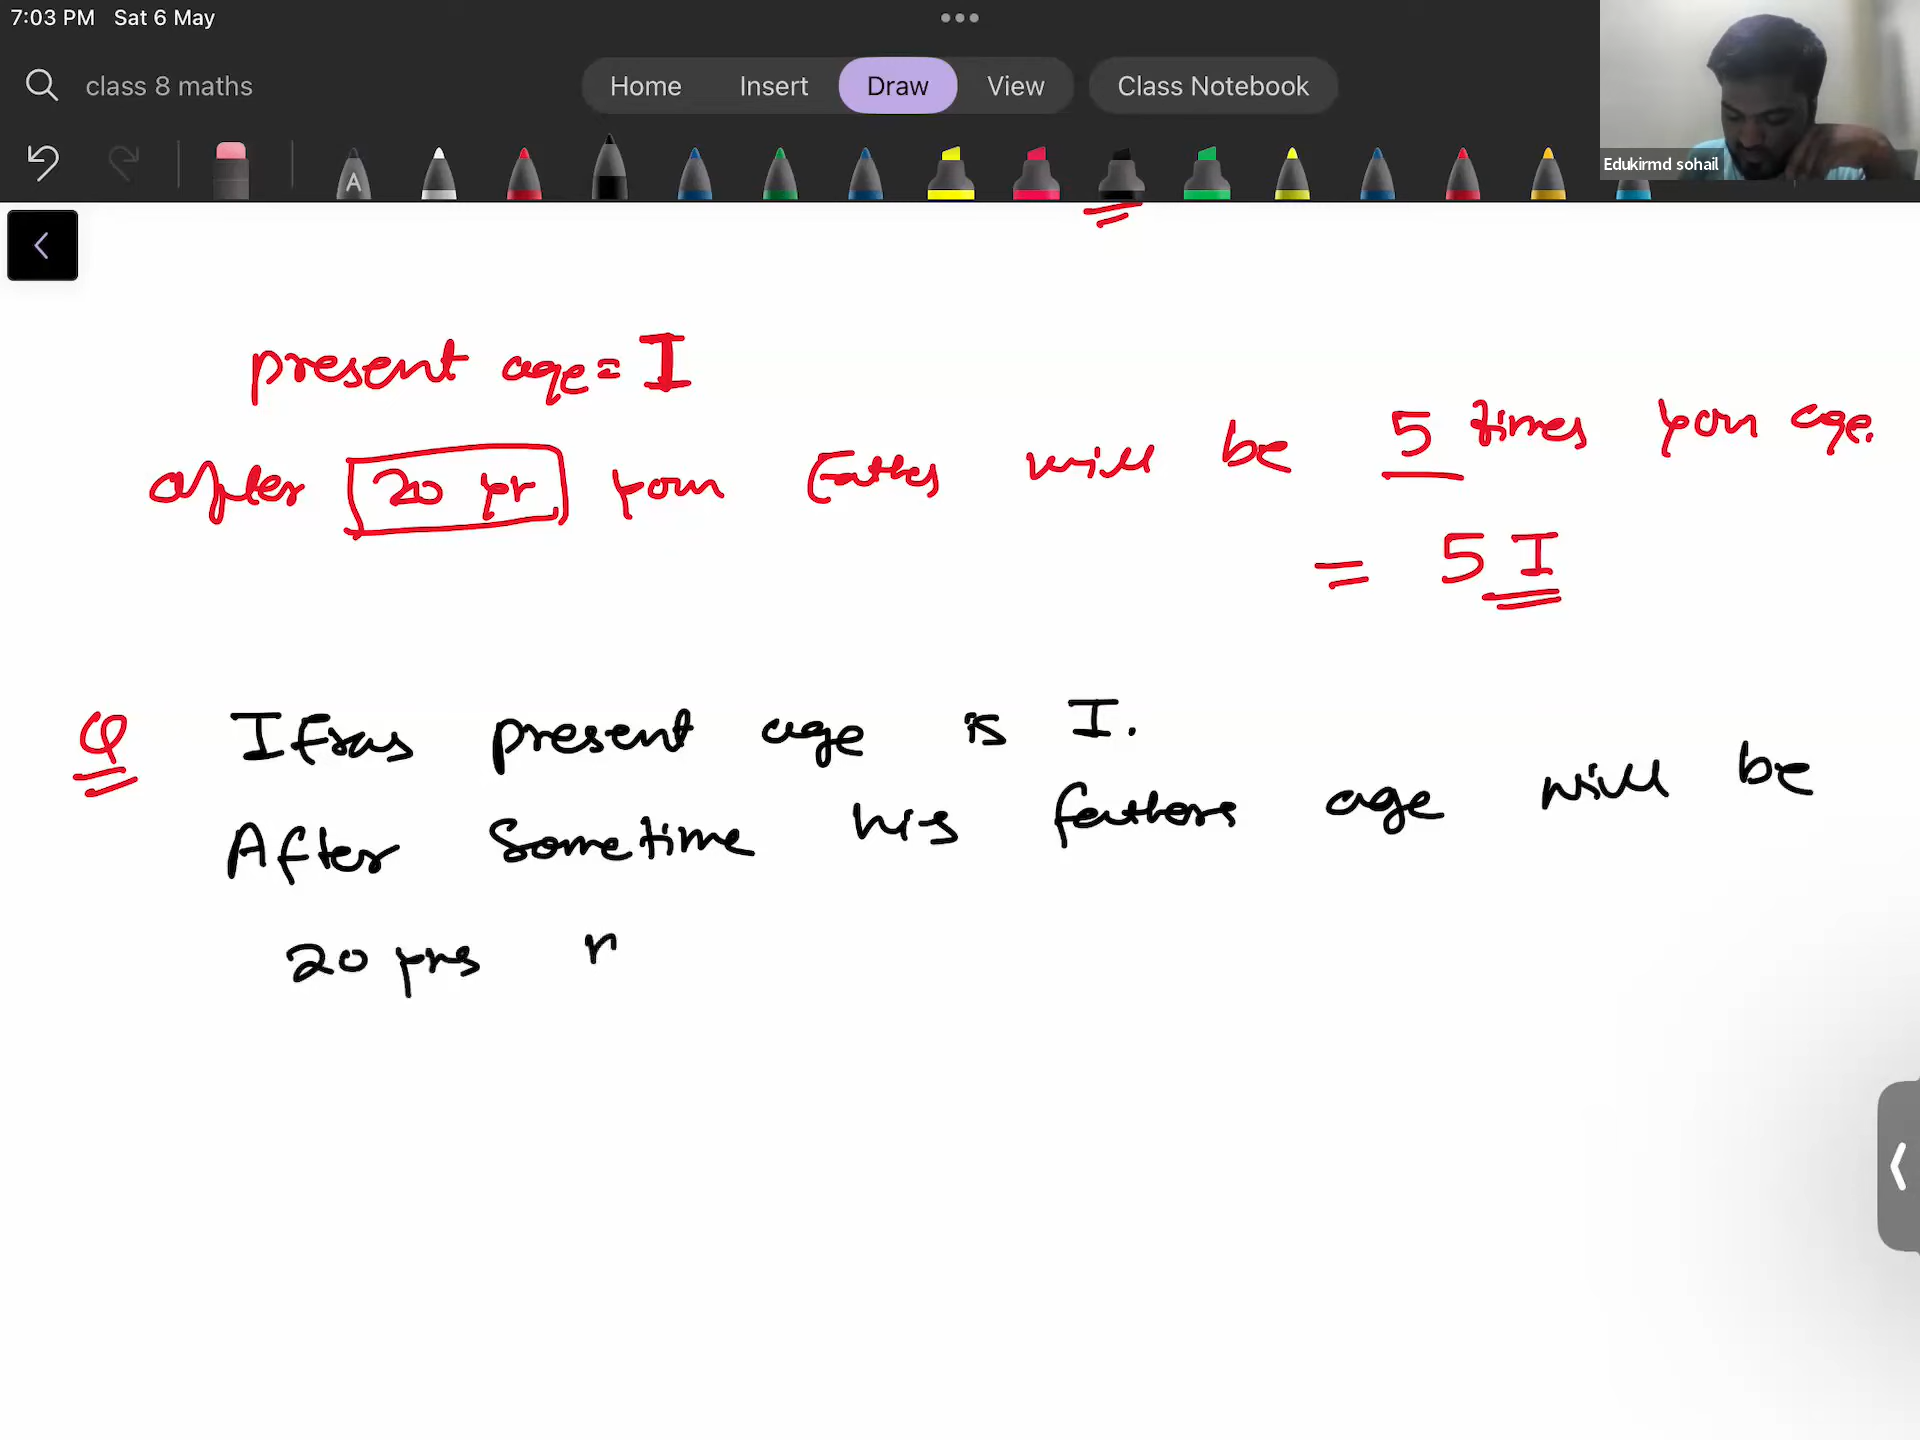 7:03 PM Sat 6 May
class 8 maths
Home Insert Draw View Class Notebook
A
Edukirmd sohail
present age = I
after 20 yr your Father will be 5 times your age.
= 5 I
Q Ifras present age is I.
After Sometime his fathers age will be
20 yrs r